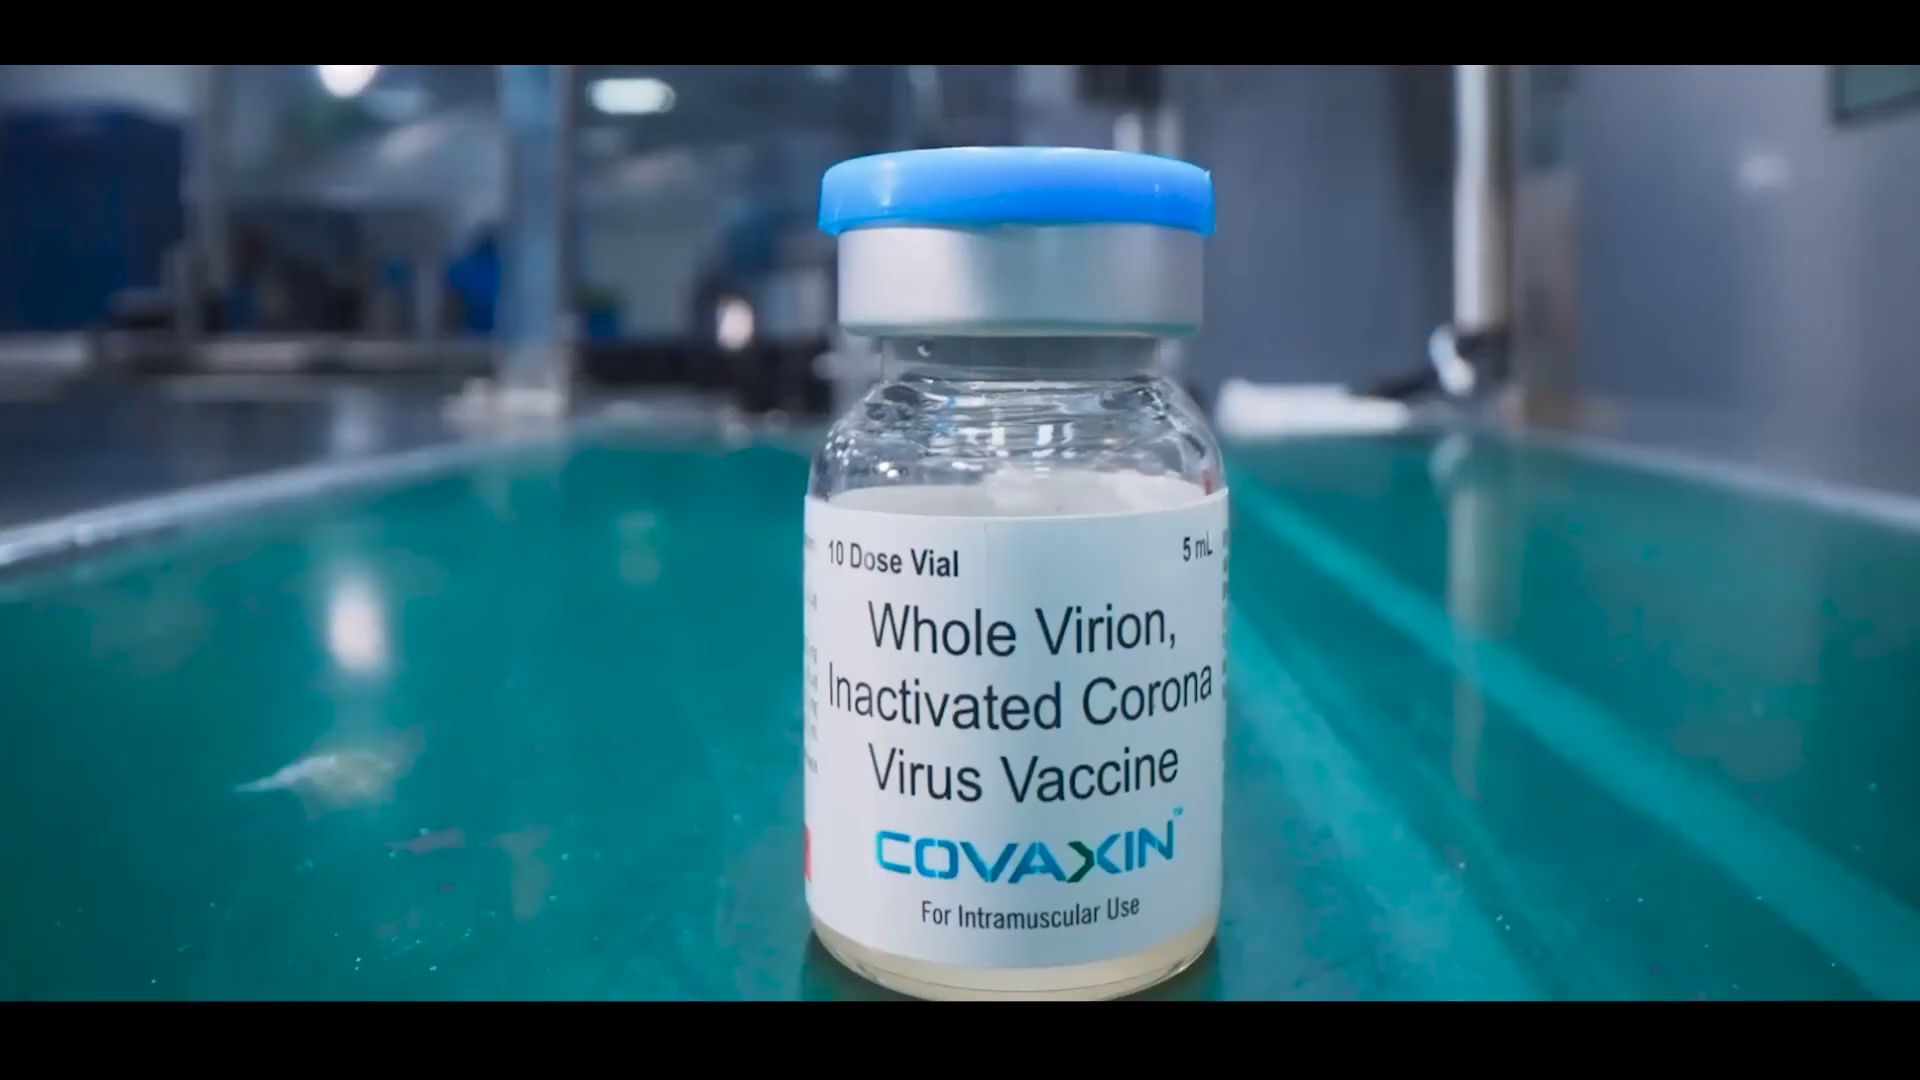 10 Dose Vial
5 mL
Whole Virion,
Inactivated Corona
Virus Vaccine
COVAXIN™
For Intramuscular Use